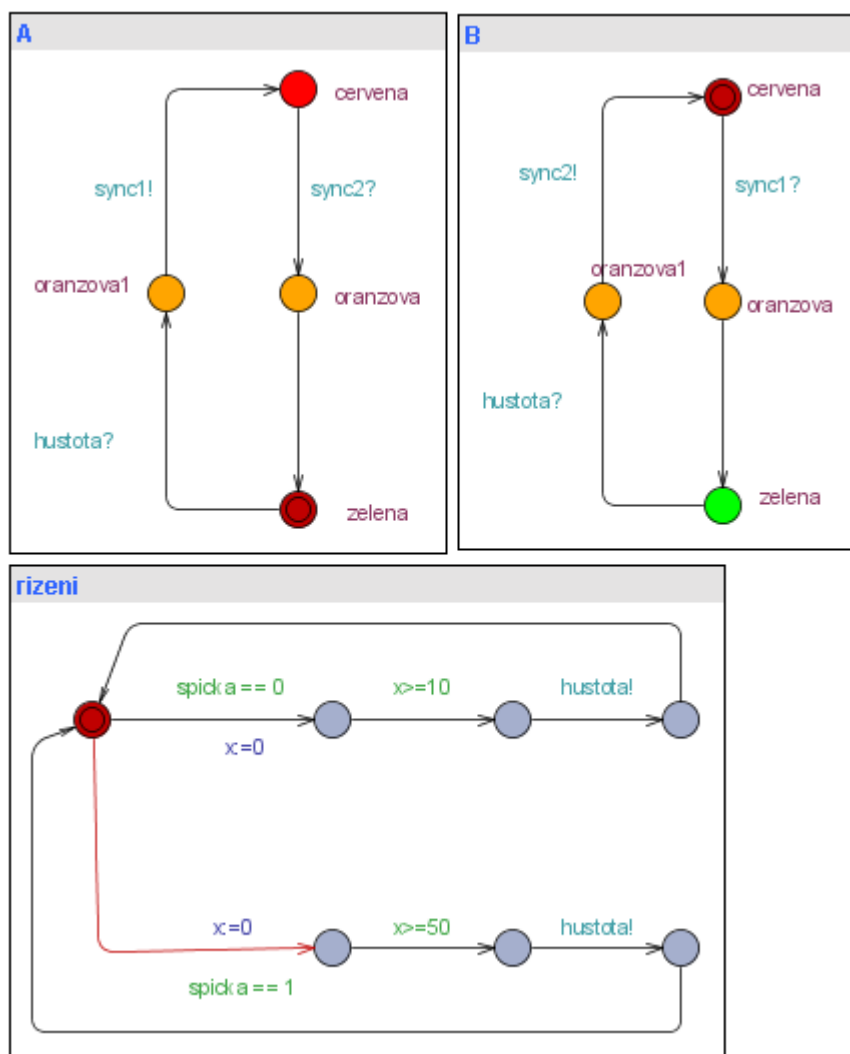 A
cervena
sync1!
sync2?
oranzova1
oranzova
hustota?
zelena
B
cervena
sync2!
sync1?
oranzova1
oranzova
hustota?
zelena
rizeni
spicka == 0
x>=10
hustota!
x:=0
x:=0
x>=50
hustota!
spicka == 1